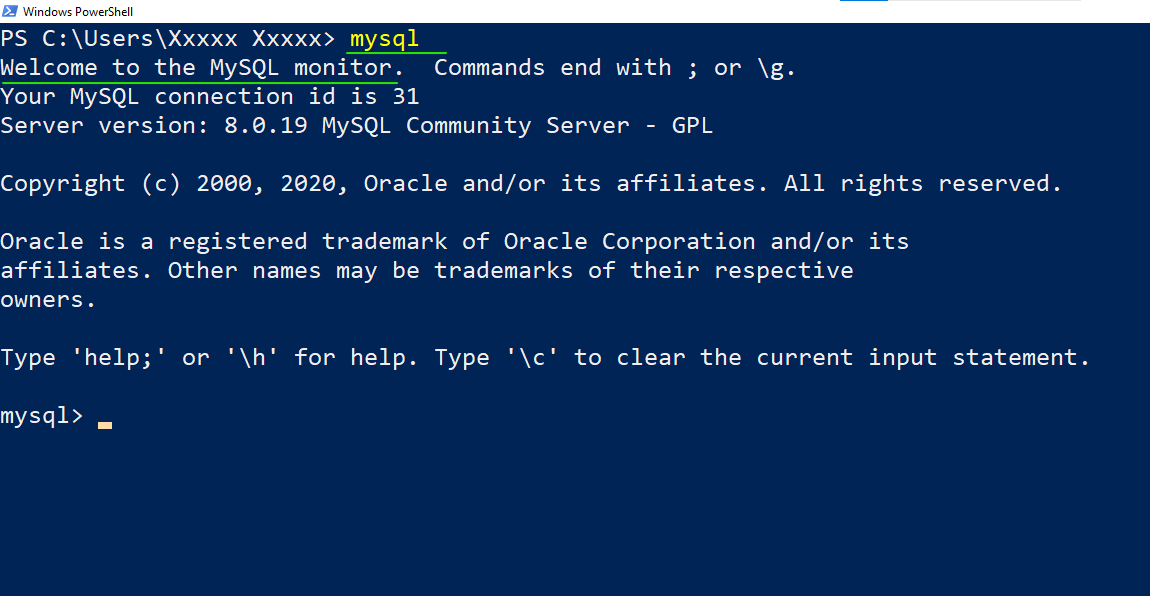 Windows PowerShell
PS C:\Users\Xxxxx Xxxxx> mysql
Welcome to the MySQL monitor.  Commands end with ; or \g.
Your MySQL connection id is 31
Server version: 8.0.19 MySQL Community Server - GPL
Copyright (c) 2000, 2020, Oracle and/or its affiliates. All rights reserved.
Oracle is a registered trademark of Oracle Corporation and/or its
affiliates. Other names may be trademarks of their respective
owners.
Type 'help;' or '\h' for help. Type '\c' to clear the current input statement.
mysql>